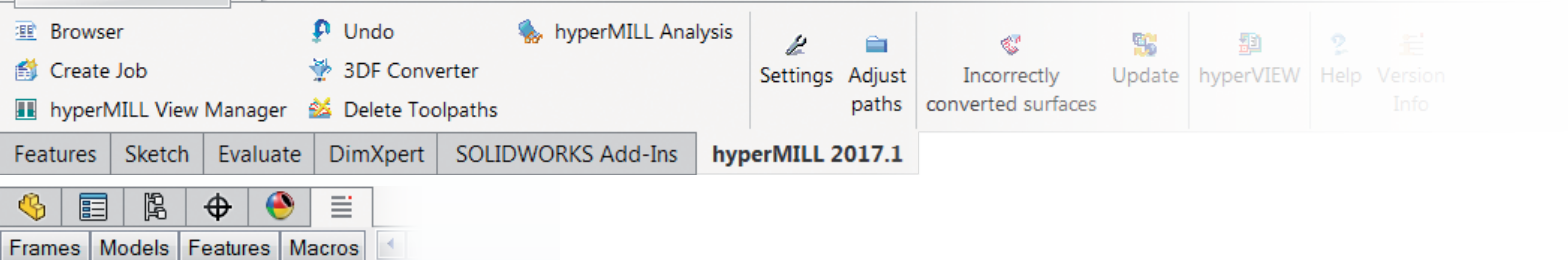 Browser Undo hyperMILL Analysis
Create Job 3DF Converter
hyperMILL View Manager Delete Toolpaths
Settings Adjust paths Incorrectly converted surfaces Update hyperVIEW Help Version Info
Features Sketch Evaluate DimXpert SOLIDWORKS Add-Ins hyperMILL 2017.1
Frames Models Features Macros